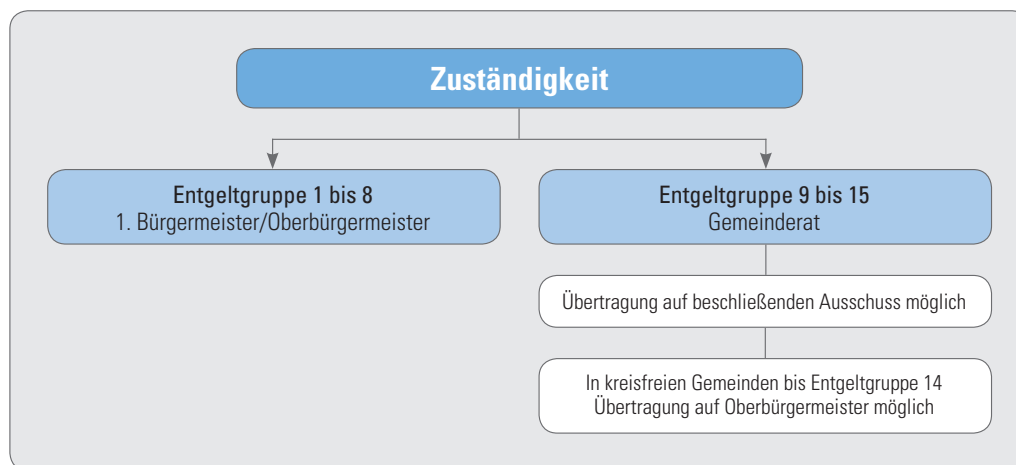 Zuständigkeit
Entgeltgruppe 1 bis 8
1. Bürgermeister/Oberbürgermeister
Entgeltgruppe 9 bis 15
Gemeinderat
Übertragung auf beschließenden Ausschuss möglich
In kreisfreien Gemeinden bis Entgeltgruppe 14
Übertragung auf Oberbürgermeister möglich